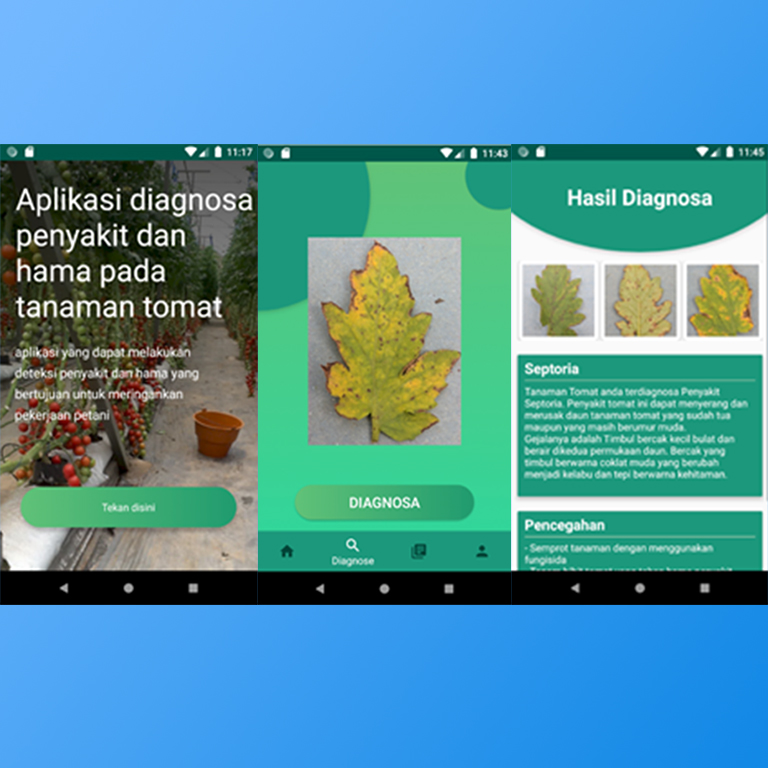 11:17
Aplikasi diagnosa
penyakit dan
hama pada
tanaman tomat
aplikasi yang dapat melakukan
deteksi penyakit dan hama yang
bertujuan untuk meringankan
pekerjaan petani
Tekan disini
11:43
DIAGNOSA
Diagnose
11:45
Hasil Diagnosa
Septoria
Tanaman Tomat anda terdiagnosa Penyakit
Septoria. Penyakit tomat ini dapat menyerang dan
merusak daun tanaman tomat yang sudah tua
maupun yang masih berumur muda.
Gejalanya adalah Timbul bercak kecil bulat dan
berair dikedua permukaan daun. Bercak yang
timbul berwarna coklat muda yang berubah
menjadi kelabu dan tepi berwarna kehitaman.
Pencegahan
- Semprot tanaman dengan menggunakan
fungisida